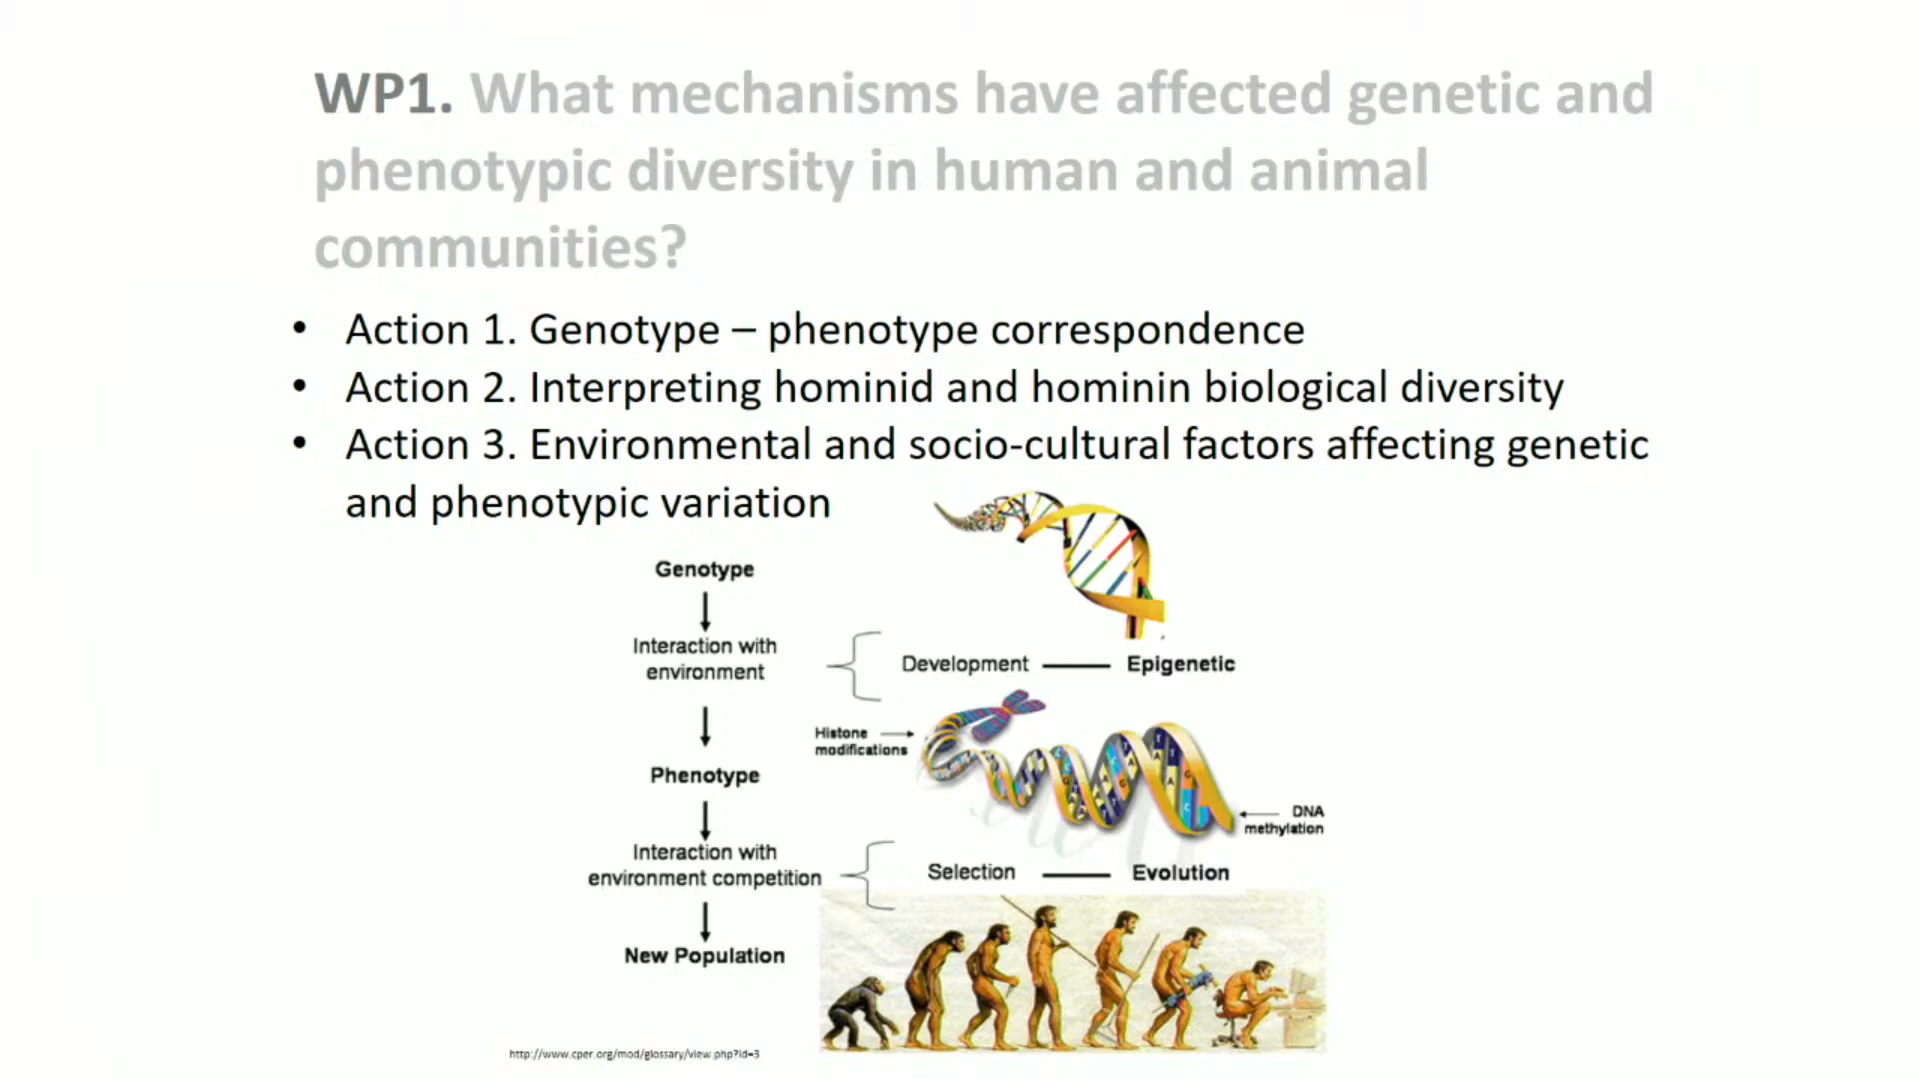 WP1. What mechanisms have affected genetic and
phenotypic diversity in human and animal
communities?
• Action 1. Genotype – phenotype correspondence
• Action 2. Interpreting hominid and hominin biological diversity
• Action 3. Environmental and socio-cultural factors affecting genetic
and phenotypic variation
Genotype
Interaction with
environment
Development
Epigenetic
Histone
modifications
Phenotype
DNA
methylation
Interaction with
environment competition
Selection
Evolution
New Population
http://www.cper.org/mod/glossary/view.php?id=3